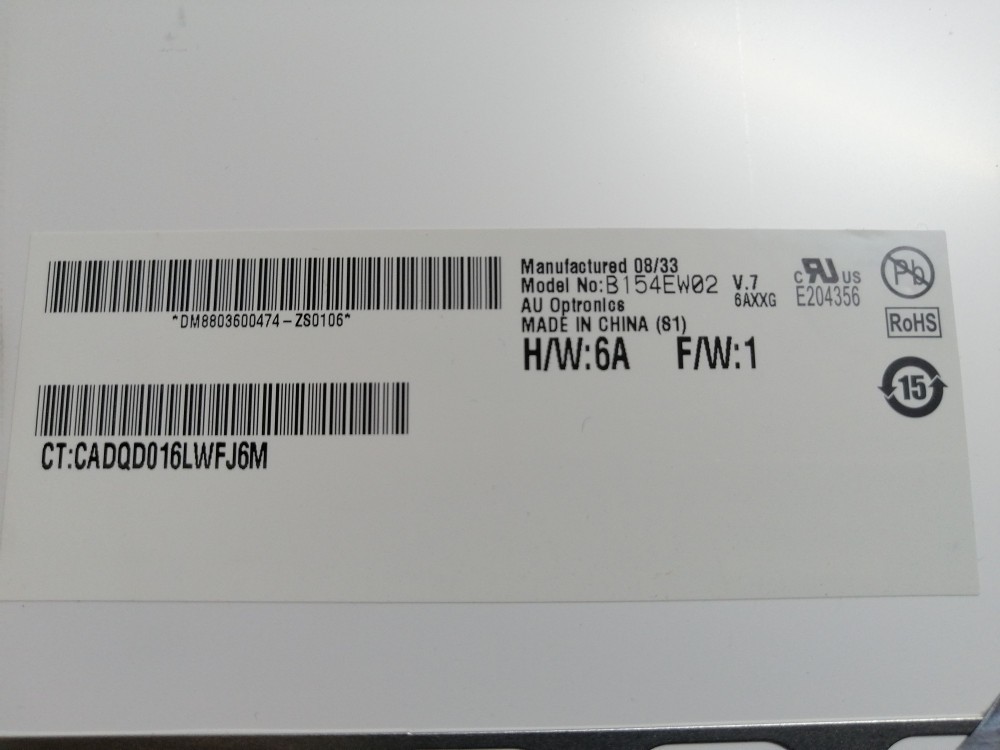 *DM8803600474-ZS0106*
CT:CADQD016LWFJ6M
Manufactured 08/33
Model No:B154EW02 V.7
6AXXG
AU Optronics
MADE IN CHINA (S1)
H/W:6A F/W:1
c RU US
E204356
Pb
RoHS
15